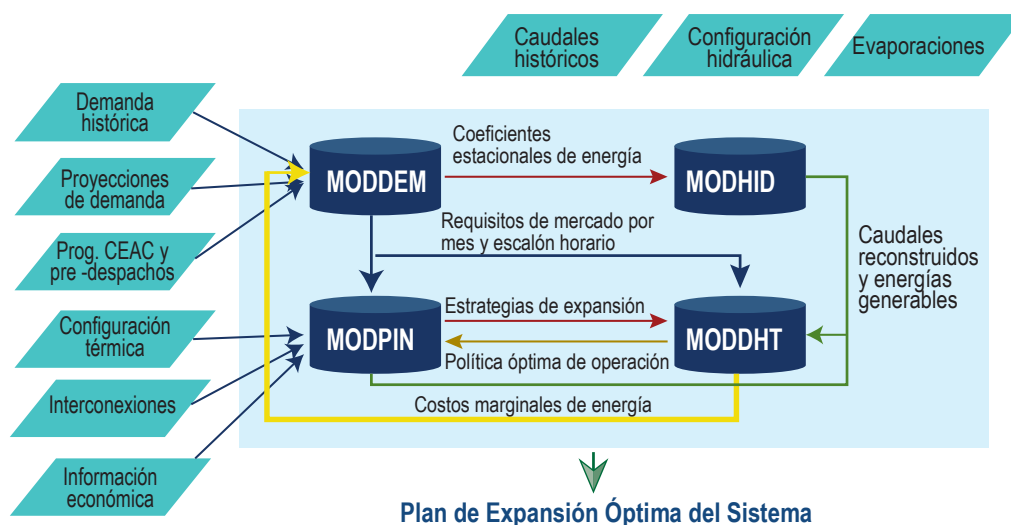 Caudales
históricos
Configuración
hidráulica
Evaporaciones
Demanda
histórica
Proyecciones
de demanda
Prog. CEAC y
pre -despachos
Configuración
térmica
Interconexiones
Información
económica
MODDEM
Coeficientes
estacionales de energía
MODHID
Requisitos de mercado por
mes y escalón horario
Caudales
reconstruidos
y energías
generables
MODPIN
Estrategias de expansión
Política óptima de operación
MODDHT
Costos marginales de energía
Plan de Expansión Óptima del Sistema